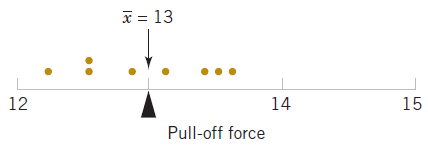 x̄ = 13
12 14 15
Pull-off force